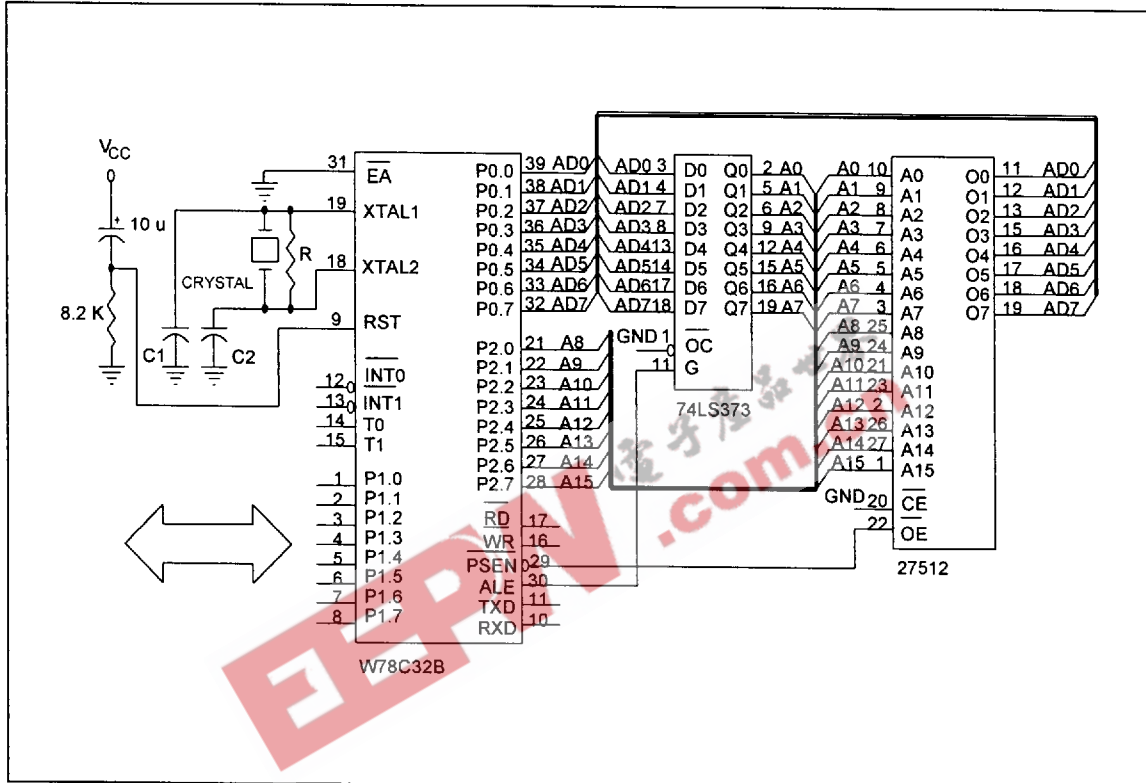 VCC
10 u
8.2 K
C1
C2
CRYSTAL
R
31 EA
19 XTAL1
18 XTAL2
9 RST
12 INT0
13 INT1
14 T0
15 T1
1 P1.0
2 P1.1
3 P1.2
4 P1.3
5 P1.4
6 P1.5
7 P1.6
8 P1.7
P0.0 39 AD0
P0.1 38 AD1
P0.2 37 AD2
P0.3 36 AD3
P0.4 35 AD4
P0.5 34 AD5
P0.6 33 AD6
P0.7 32 AD7
P2.0 21 A8
P2.1 22 A9
P2.2 23 A10
P2.3 24 A11
P2.4 25 A12
P2.5 26 A13
P2.6 27 A14
P2.7 28 A15
RD 17
WR 16
PSEN 29
ALE 30
TXD 11
RXD 10
W78C32B
AD0 3 D0 Q0 2 A0
AD1 4 D1 Q1 5 A1
AD2 7 D2 Q2 6 A2
AD3 8 D3 Q3 9 A3
AD4 13 D4 Q4 12 A4
AD5 14 D5 Q5 15 A5
AD6 17 D6 Q6 16 A6
AD7 18 D7 Q7 19 A7
GND 1 OC
11 G
74LS373
A0 10 A0
A1 9 A1
A2 8 A2
A3 7 A3
A4 6 A4
A5 5 A5
A6 4 A6
A7 3 A7
A8 25 A8
A9 24 A9
A10 21 A10
A11 23 A11
A12 2 A12
A13 26 A13
A14 27 A14
A15 1 A15
GND 20 CE
22 OE
O0 11 AD0
O1 12 AD1
O2 13 AD2
O3 15 AD3
O4 16 AD4
O5 17 AD5
O6 18 AD6
O7 19 AD7
27512
EEPW
.com.cn
電子產品世界